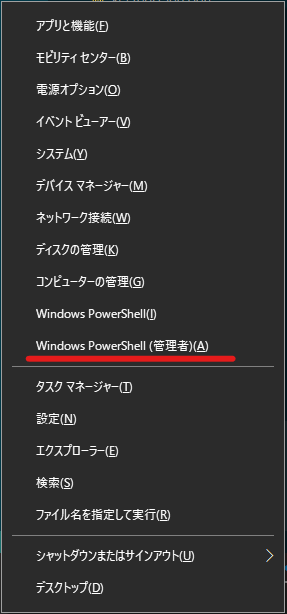 アプリと機能(F)
モビリティ センター(B)
電源オプション(O)
イベント ビューアー(V)
システム(Y)
デバイス マネージャー(M)
ネットワーク接続(W)
ディスクの管理(K)
コンピューターの管理(G)
Windows PowerShell(I)
Windows PowerShell (管理者)(A)
タスク マネージャー(T)
設定(N)
エクスプローラー(E)
検索(S)
ファイル名を指定して実行(R)
シャットダウンまたはサインアウト(U)
デスクトップ(D)